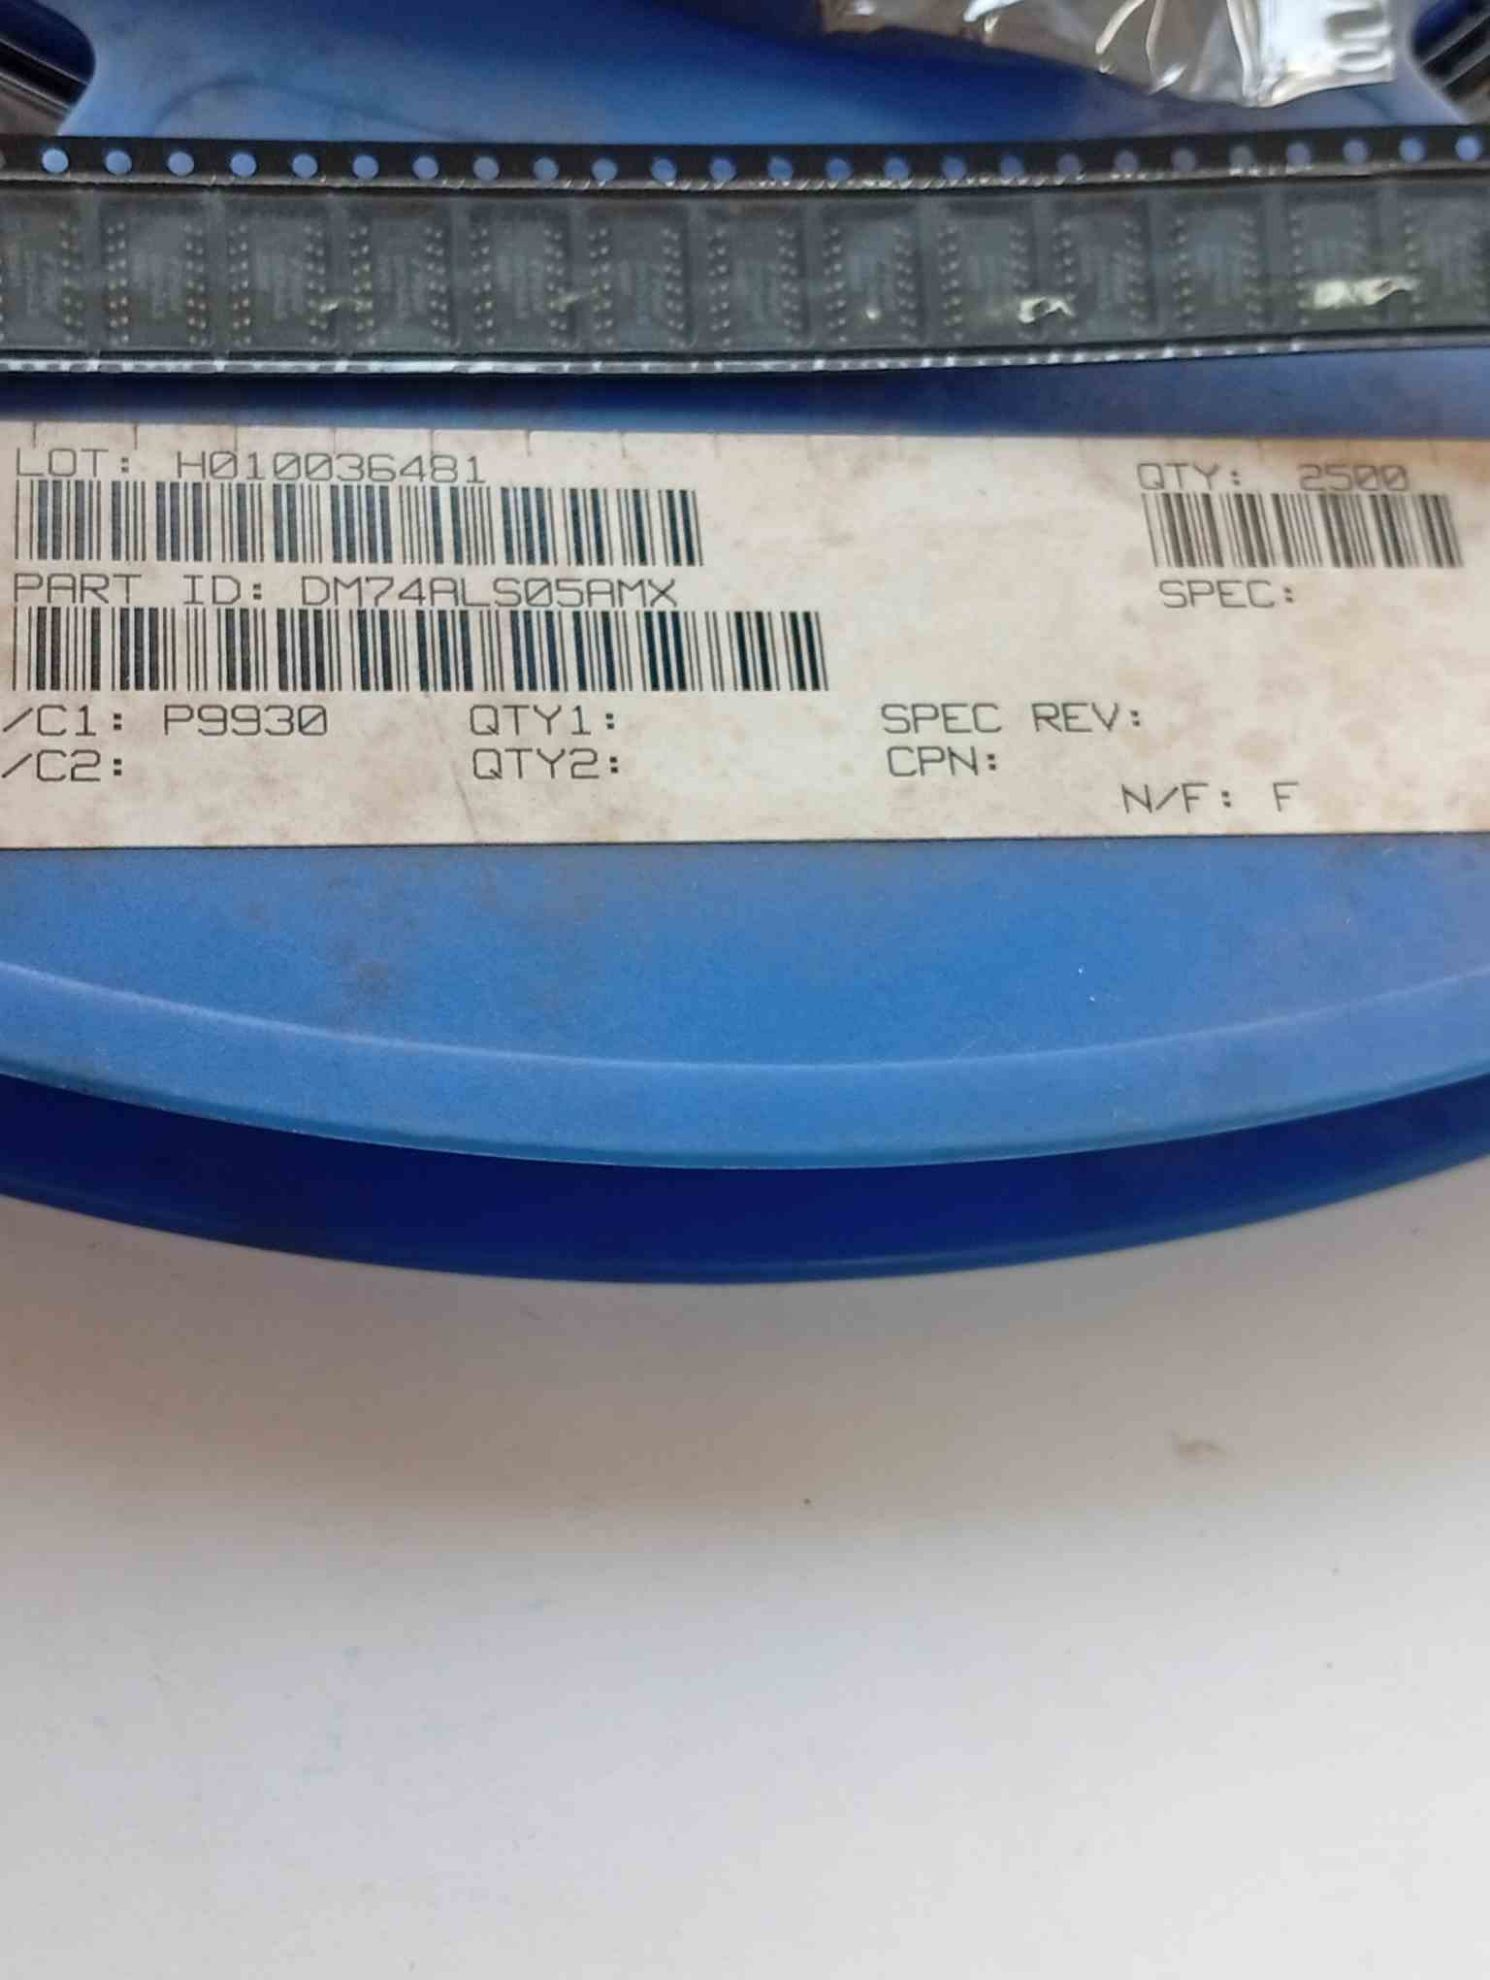 LOT: H010036481
QTY: 2500
PART ID: DM74ALS05AMX
SPEC:
/C1: P9930 QTY1: SPEC REV:
/C2: QTY2: CPN:
N/F: F